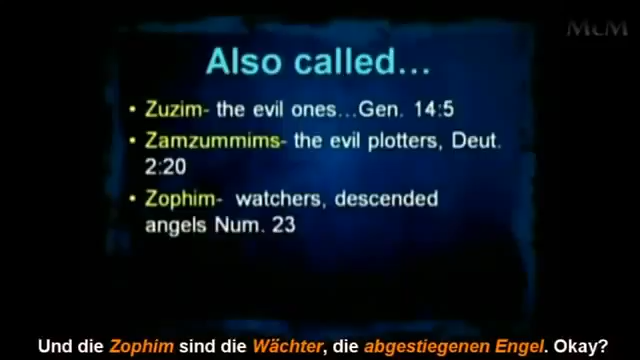 McM
Also called...
• Zuzim- the evil ones...Gen. 14:5
• Zamzummims- the evil plotters, Deut.
2:20
• Zophim- watchers, descended
angels Num. 23
Und die Zophim sind die Wächter, die abgestiegenen Engel. Okay?